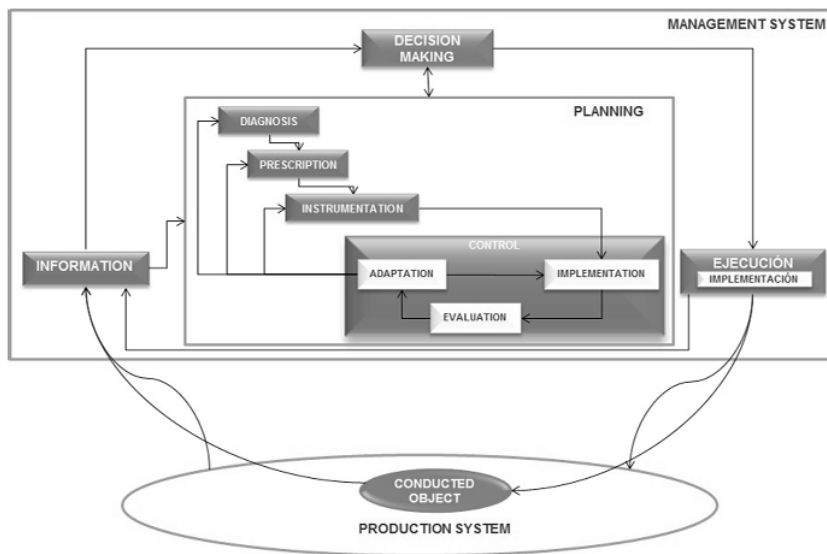 MANAGEMENT SYSTEM
DECISION
MAKING
PLANNING
DIAGNOSIS
PRESCRIPTION
INSTRUMENTATION
CONTROL
INFORMATION
ADAPTATION
IMPLEMENTATION
EJECUCIÓN
IMPLEMENTACIÓN
EVALUATION
CONDUCTED
OBJECT
PRODUCTION SYSTEM